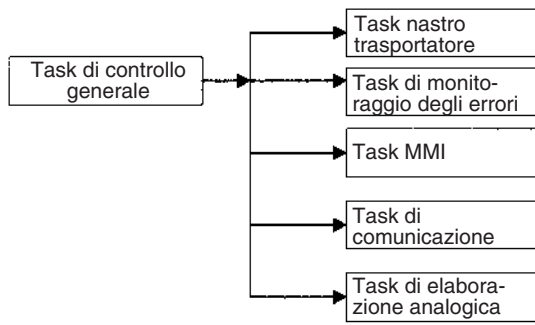 Task di controllo
generale
Task nastro
trasportatore
Task di monito-
raggio degli errori
Task MMI
Task di
comunicazione
Task di elabora-
zione analogica